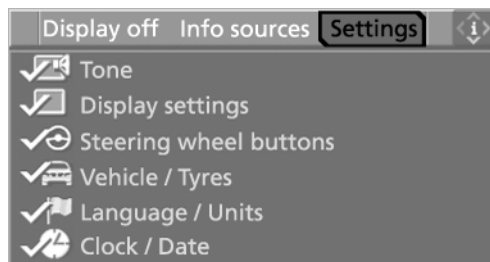 Display off Info sources Settings i
Tone
Display settings
Steering wheel buttons
Vehicle / Tyres
Language / Units
Clock / Date